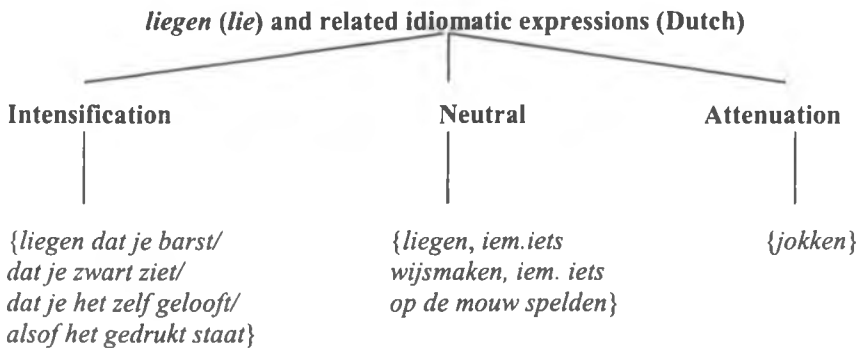 liegen (lie) and related idiomatic expressions (Dutch)
Intensification Neutral Attenuation
{liegen dat je barst/ {liegen, iem.iets {jokken}
dat je zwart ziet/ wijsmaken, iem. iets
dat je het zelf gelooft/ op de mouw spelden}
alsof het gedrukt staat}